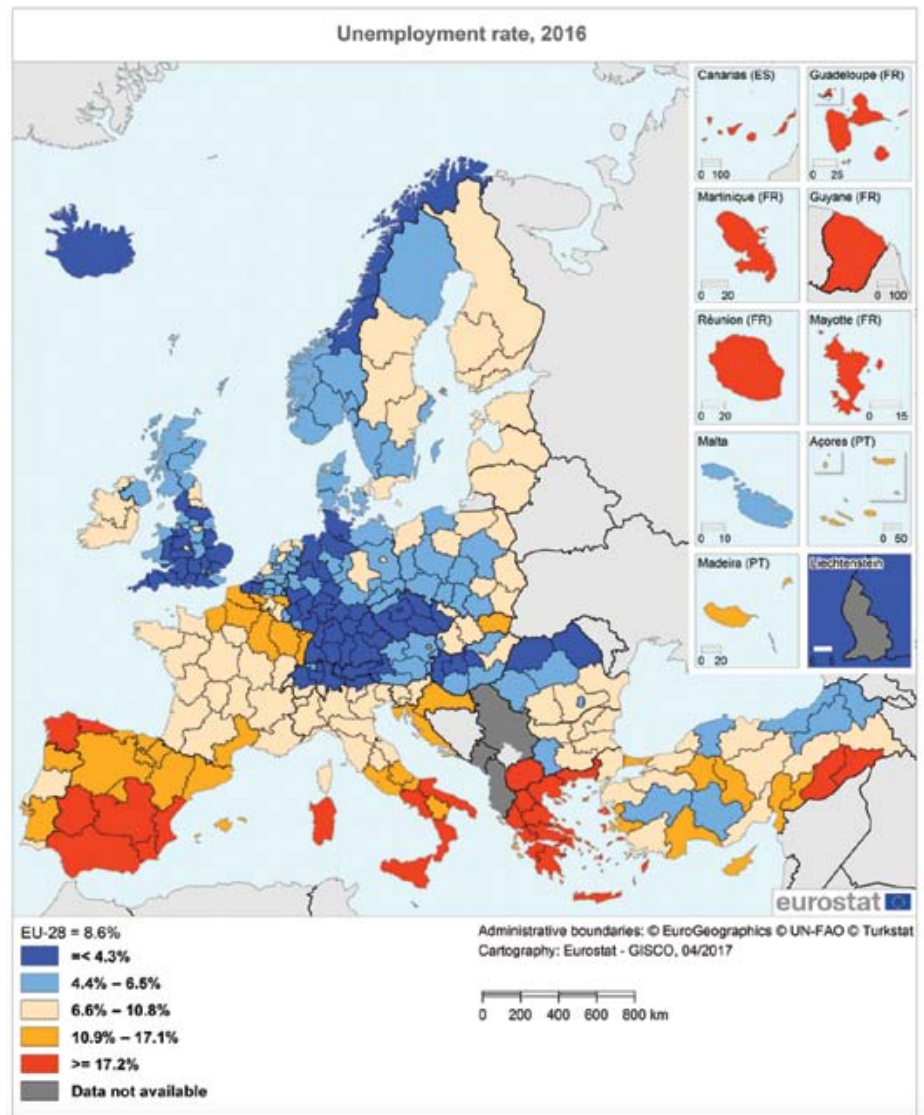 Unemployment rate, 2016
Canarias (ES)
0 100
Guadeloupe (FR)
0 25
Martinique (FR)
0 20
Guyane (FR)
0 100
Réunion (FR)
0 20
Mayotte (FR)
0 15
Malta
0 10
Açores (PT)
0 50
Madeira (PT)
0 20
Liechtenstein
eurostat
EU-28 = 8.6%
=< 4.3%
4.4% – 6.5%
6.6% – 10.8%
10.9% – 17.1%
>= 17.2%
Data not available
Administrative boundaries: © EuroGeographics © UN-FAO © Turkstat
Cartography: Eurostat - GISCO, 04/2017
0 200 400 600 800 km